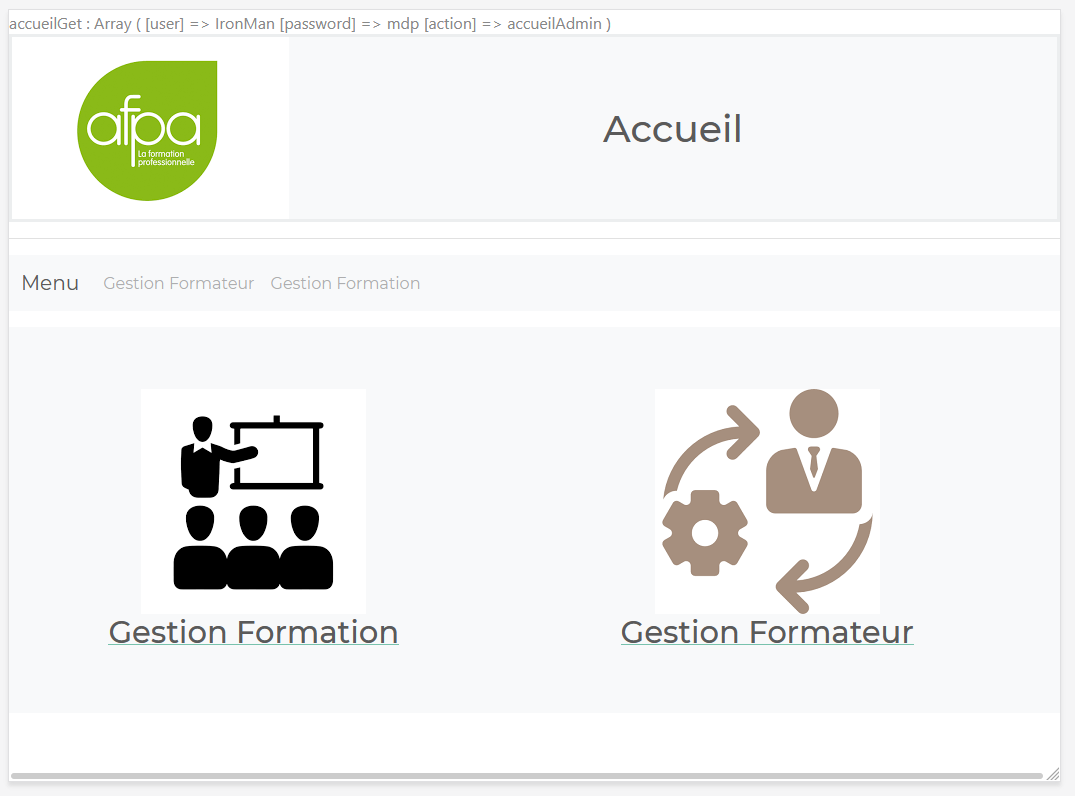 accueilGet : Array ( [user] => IronMan [password] => mdp [action] => accueilAdmin )
afpa
La formation
professionnelle
Accueil
Menu Gestion Formateur Gestion Formation
Gestion Formation Gestion Formateur